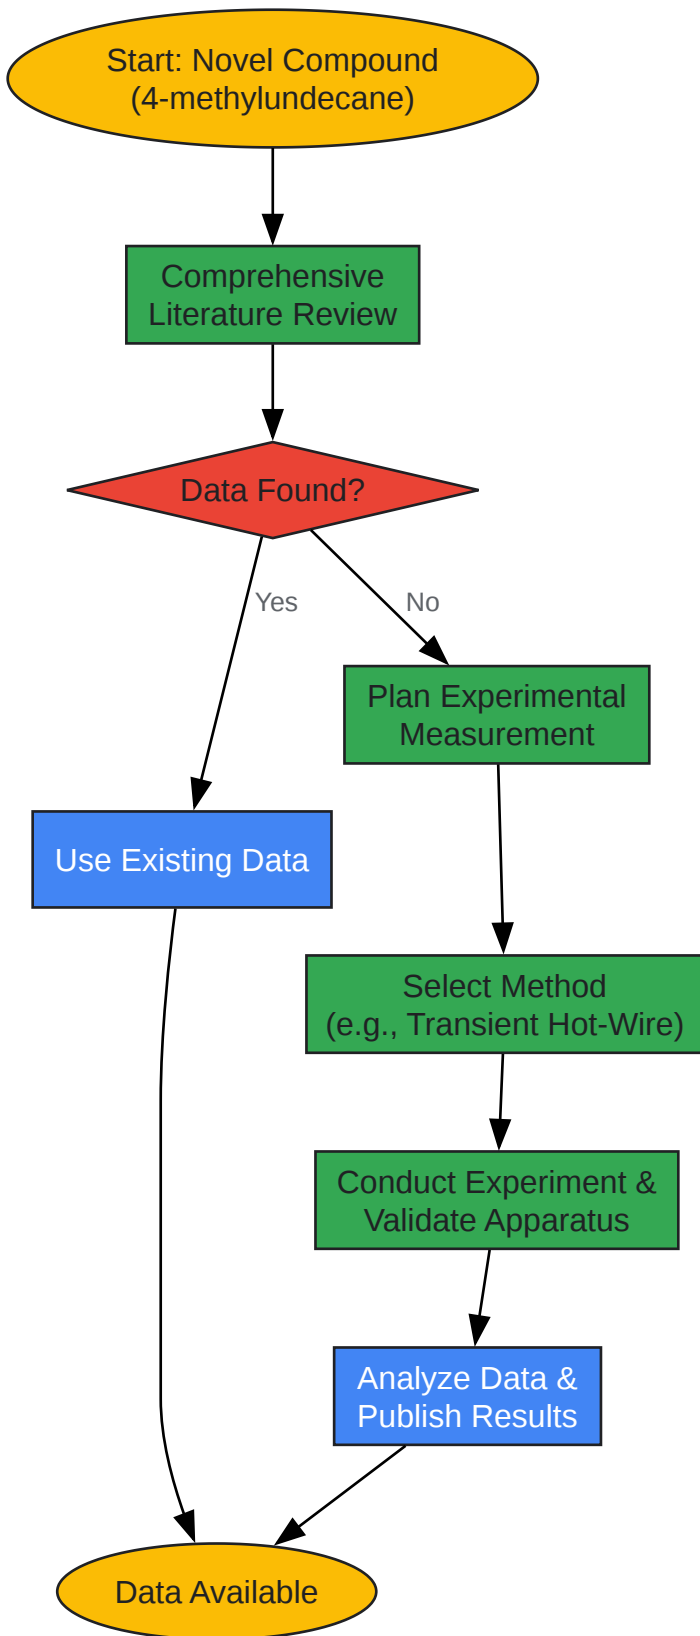 Start: Novel Compound
(4-methylundecane)
Comprehensive
Literature Review
Data Found?
Yes
No
Plan Experimental
Measurement
Use Existing Data
Select Method
(e.g., Transient Hot-Wire)
Conduct Experiment &
Validate Apparatus
Analyze Data &
Publish Results
Data Available